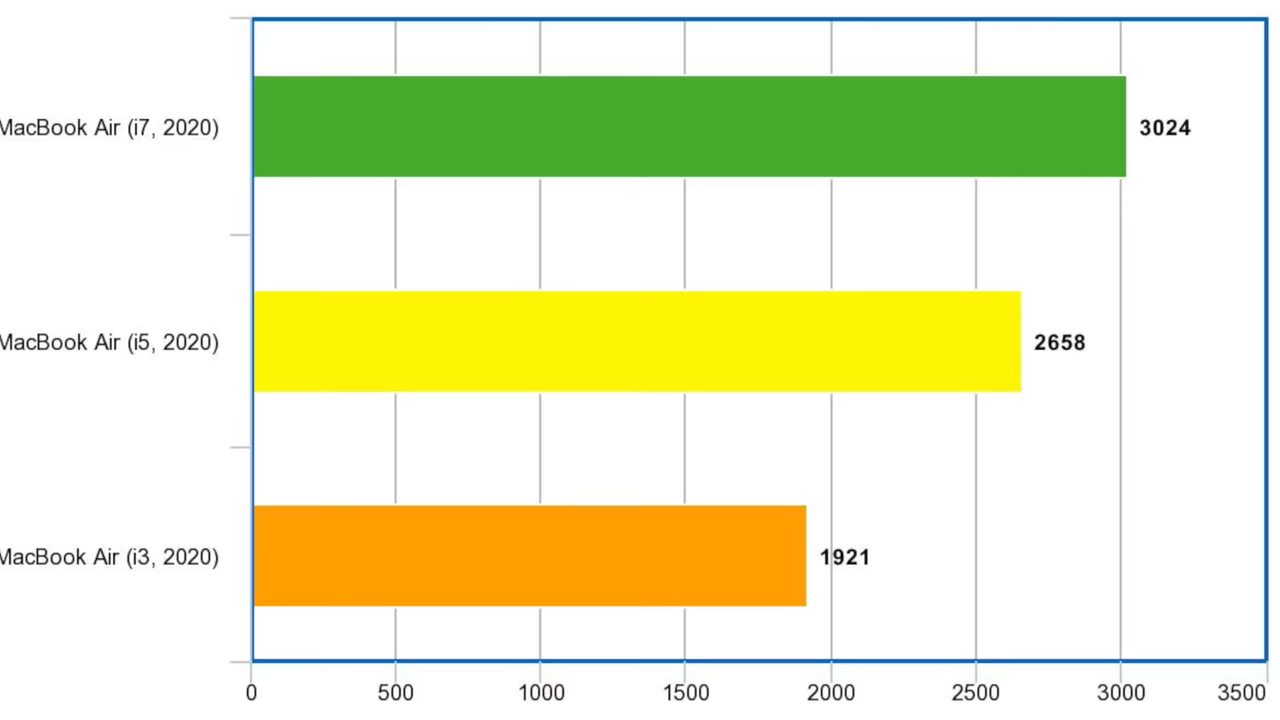 MacBook Air (i7, 2020) 3024
MacBook Air (i5, 2020) 2658
MacBook Air (i3, 2020) 1921
0 500 1000 1500 2000 2500 3000 3500